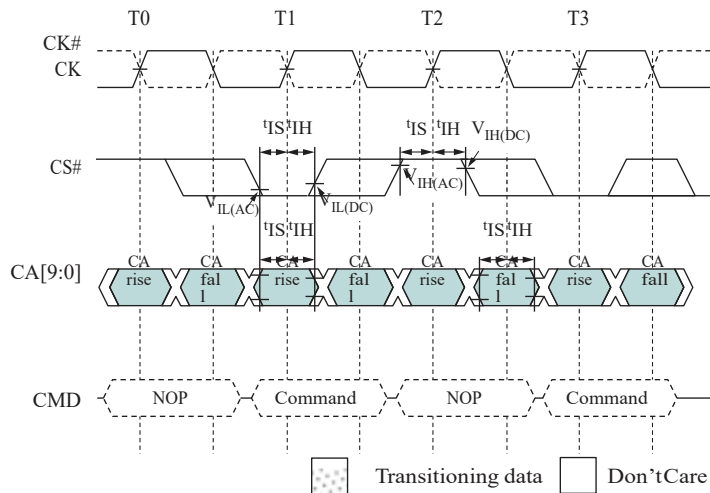 T0 T1 T2 T3
CK#
CK
tIS tIH tIS tIH VIH(DC)
CS#
VIL(AC) VIL(DC) VIH(AC)
tIS tIH tIS tIH
CA[9:0]
CA CA CA CA CA CA CA CA
rise fal rise fal rise fal rise fall
l l l
CMD NOP Command NOP Command
Transitioning data Don'tCare